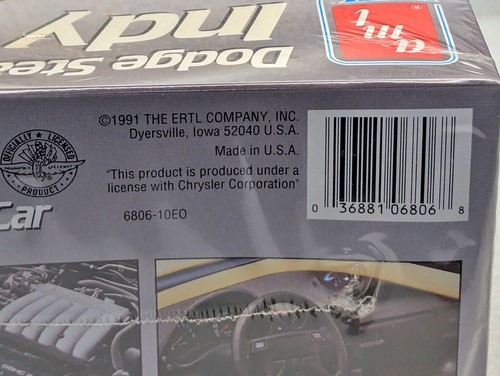 amt
®
Indy
Dodge Stea
©1991 THE ERTL COMPANY, INC.
Dyersville, Iowa 52040 U.S.A.
Made in U.S.A.
"This product is produced under a
license with Chrysler Corporation"
6806-10EO
OFFICIALLY ★ LICENSED
PRODUCT
Car
0 36881 06806 8